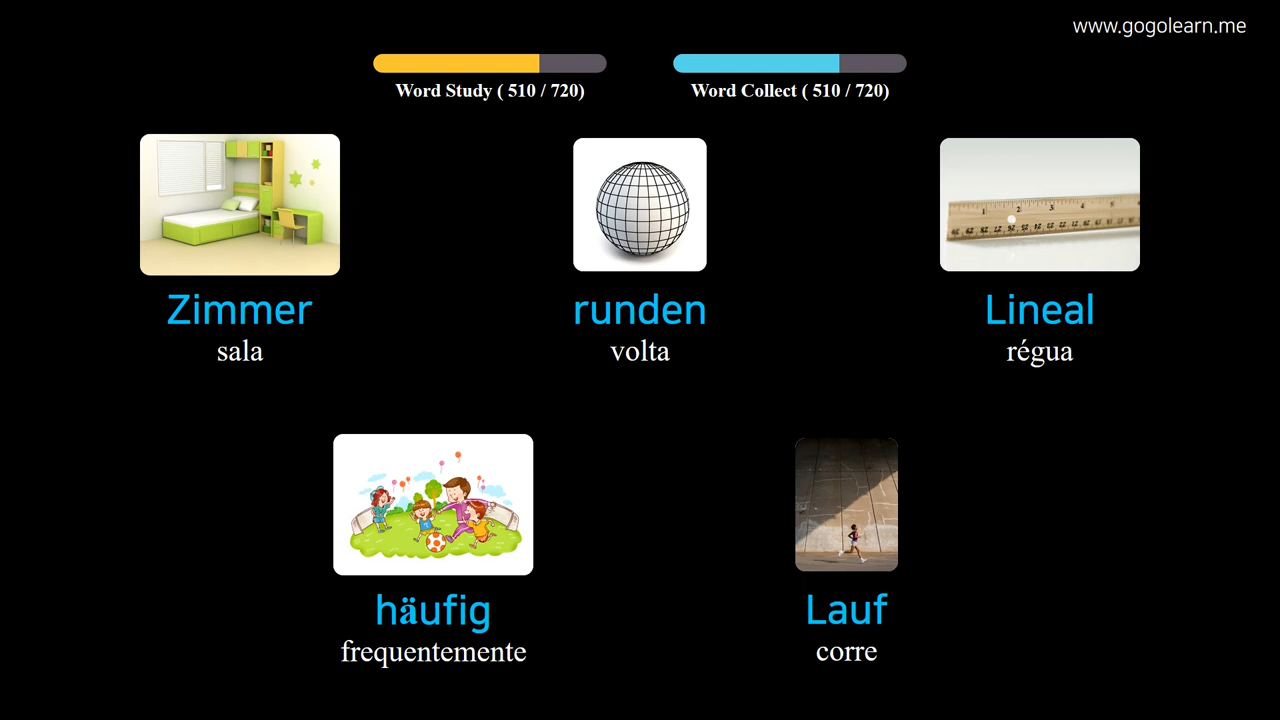 www.gogolearn.me
Word Study ( 510 / 720)
Word Collect ( 510 / 720)
Zimmer
sala
runden
volta
Lineal
régua
häufig
frequentemente
Lauf
corre